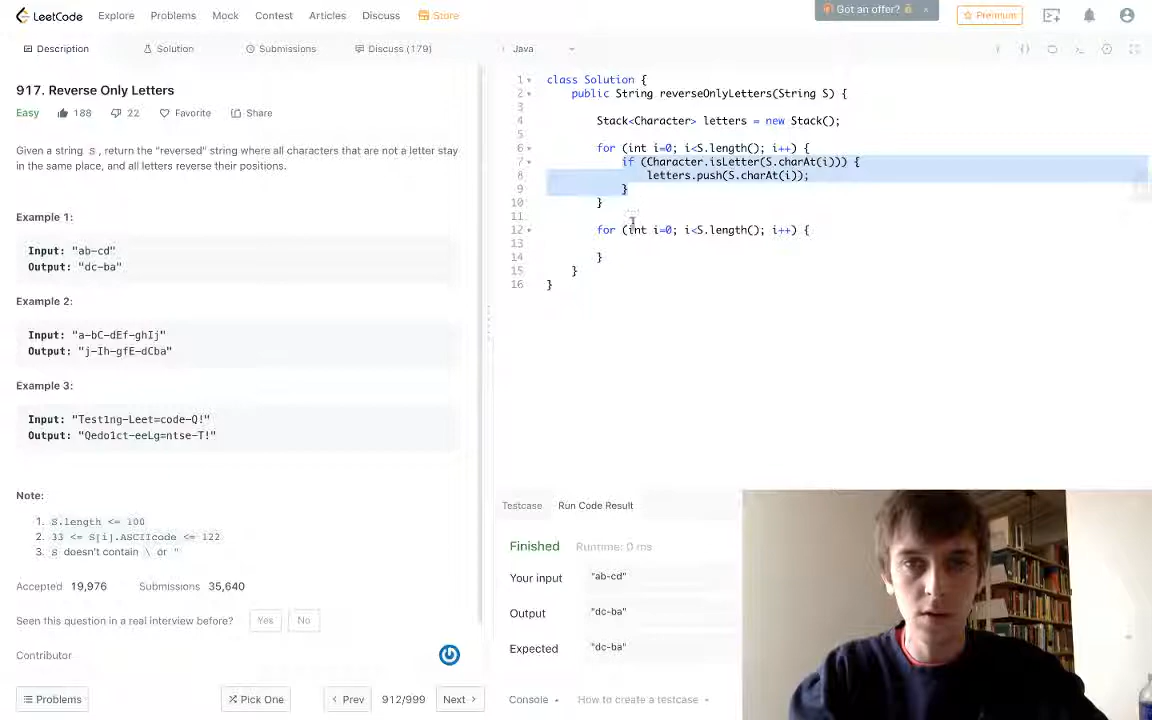 LeetCode Explore Problems Mock Contest Articles Discuss Store Got an offer? × Premium
Description Solution Submissions Discuss (179) Java
917. Reverse Only Letters
Easy 188 22 Favorite Share
Given a string S , return the "reversed" string where all characters that are not a letter stay
in the same place, and all letters reverse their positions.
Example 1:
Input: "ab-cd"
Output: "dc-ba"
Example 2:
Input: "a-bC-dEf-ghIj"
Output: "j-Ih-gfE-dCba"
Example 3:
Input: "Test1ng-Leet=code-Q!"
Output: "Qedo1ct-eeLg=ntse-T!"
Note:
1. S.length <= 100
2. 33 <= S[i].ASCIIcode <= 122
3. S doesn't contain \ or "
Accepted 19,976 Submissions 35,640
Seen this question in a real interview before? Yes No
Contributor
Problems Pick One Prev 912/999 Next
1 class Solution {
2 public String reverseOnlyLetters(String S) {
3
4 Stack<Character> letters = new Stack();
5
6 for (int i=0; i<S.length(); i++) {
7 if (Character.isLetter(S.charAt(i))) {
8 letters.push(S.charAt(i));
9 }
10 }
11
12 for (int i=0; i<S.length(); i++) {
13
14 }
15 }
16 }
Testcase Run Code Result
Finished Runtime: 0 ms
Your input "ab-cd"
Output "dc-ba"
Expected "dc-ba"
Console How to create a testcase